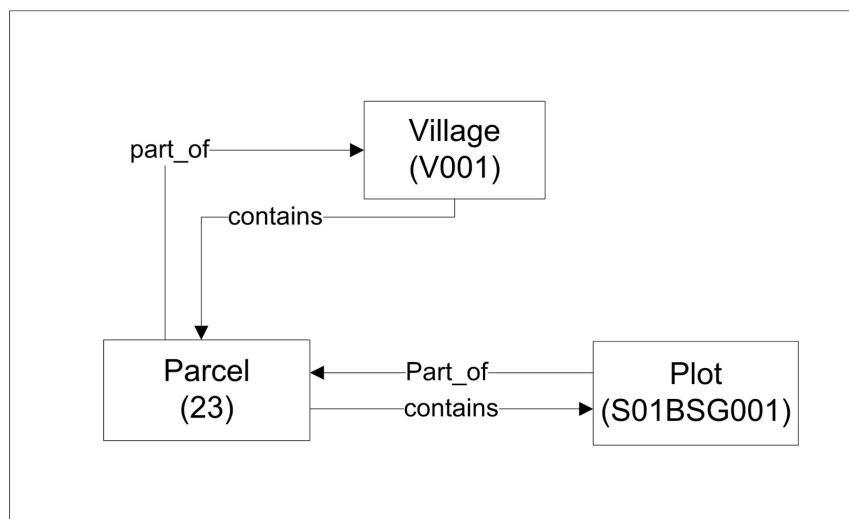 Village
(V001)
part_of
contains
Parcel
(23)
Part_of
contains
Plot
(S01BSG001)